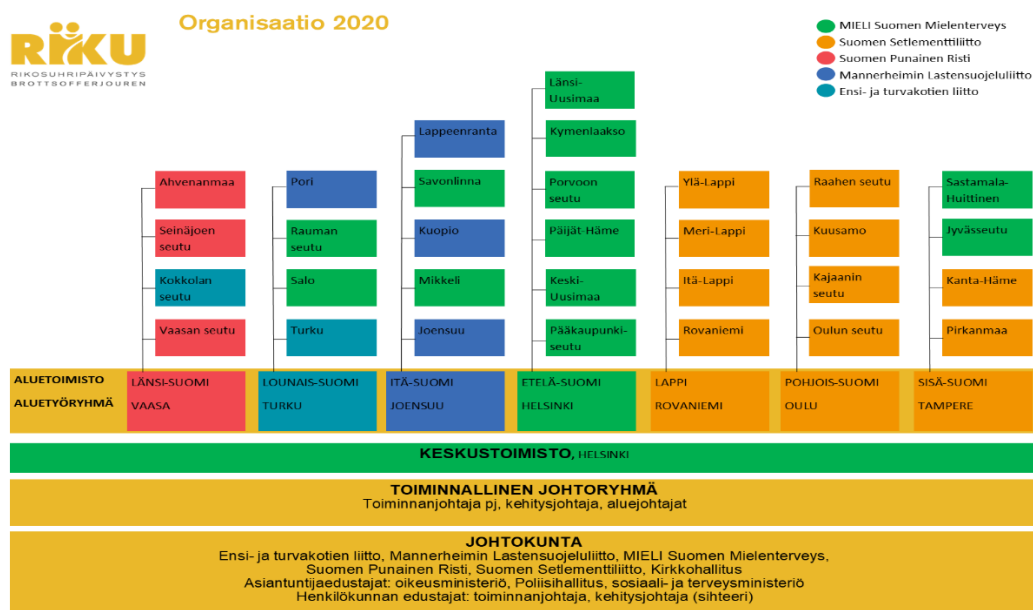 Organisaatio 2020
RIKU
RIKOSUHRIPÄIVYSTYS
BROTTSOFFERJOUREN
MIELI Suomen Mielenterveys
Suomen Setlementtiliitto
Suomen Punainen Risti
Mannerheimin Lastensuojeluliitto
Ensi- ja turvakotien liitto
Ahvenanmaa
Seinäjoen
seutu
Kokkolan
seutu
Vaasan seutu
Pori
Rauman
seutu
Salo
Turku
Lappeenranta
Savonlinna
Kuopio
Mikkeli
Joensuu
Länsi-
Uusimaa
Kymenlaakso
Porvoon
seutu
Päijät-Häme
Keski-
Uusimaa
Pääkaupunki-
seutu
Ylä-Lappi
Meri-Lappi
Itä-Lappi
Rovaniemi
Raahen seutu
Kuusamo
Kajaanin
seutu
Oulun seutu
Sastamala-
Huittinen
Jyvässeutu
Kanta-Häme
Pirkanmaa
ALUETOIMISTO
ALUETYÖRYHMÄ
LÄNSI-SUOMI
VAASA
LOUNAIS-SUOMI
TURKU
ITÄ-SUOMI
JOENSUU
ETELÄ-SUOMI
HELSINKI
LAPPI
ROVANIEMI
POHJOIS-SUOMI
OULU
SISÄ-SUOMI
TAMPERE
KESKUSTOIMISTO, HELSINKI
TOIMINNALLINEN JOHTORYHMÄ
Toiminnanjohtaja pj, kehitysjohtaja, aluejohtajat
JOHTOKUNTA
Ensi- ja turvakotien liitto, Mannerheimin Lastensuojeluliitto, MIELI Suomen Mielenterveys,
Suomen Punainen Risti, Suomen Setlementtiliitto, Kirkkohallitus
Asiantuntijaedustajat: oikeusministeriö, Poliisihallitus, sosiaali- ja terveysministeriö
Henkilökunnan edustajat: toiminnanjohtaja, kehitysjohtaja (sihteeri)